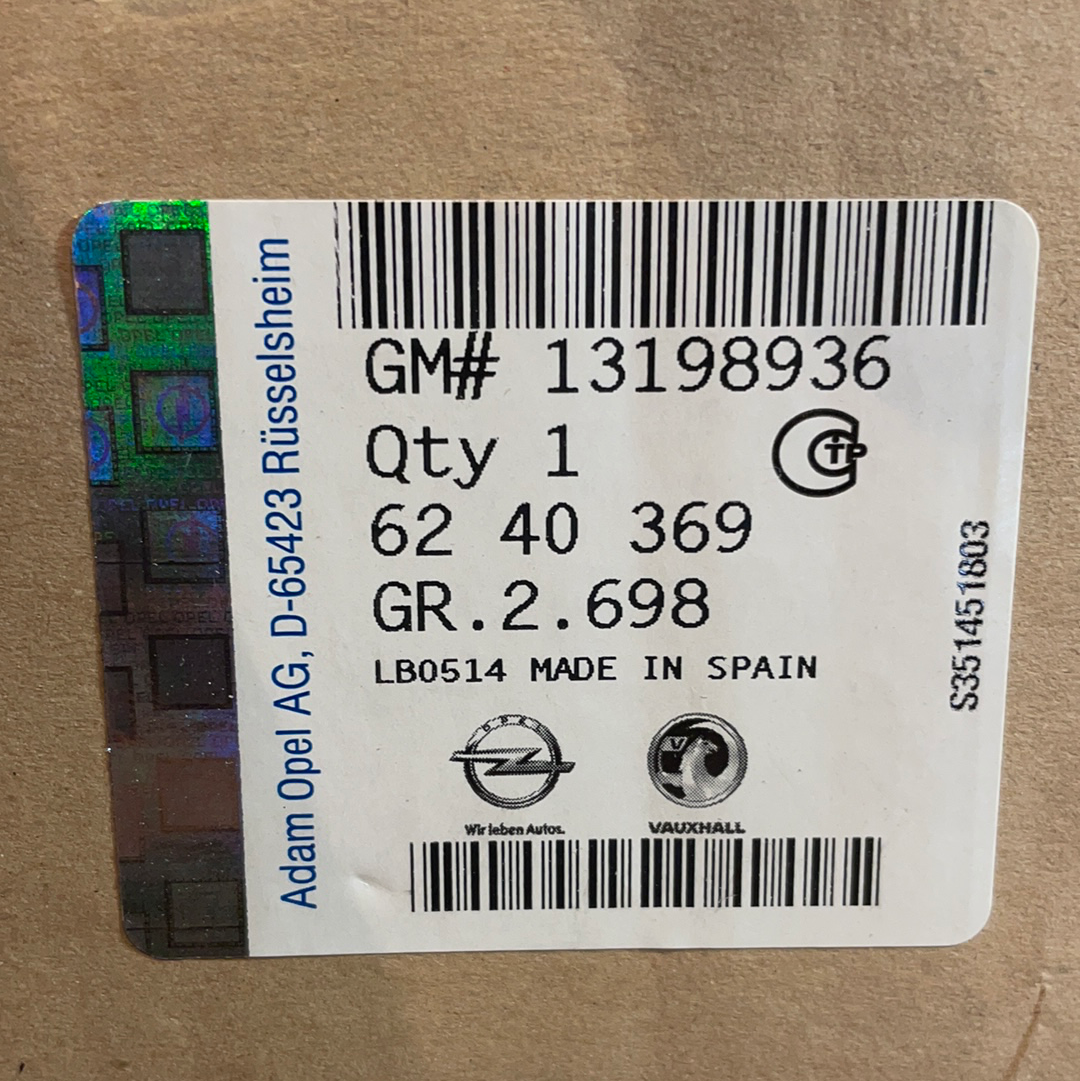 Adam Opel AG, D-65423 Rüsselsheim
GM# 13198936
Qty 1
62 40 369
GR.2.698
LB0514 MADE IN SPAIN
S351451803
OPEL
Wir leben Autos.
VAUXHALL